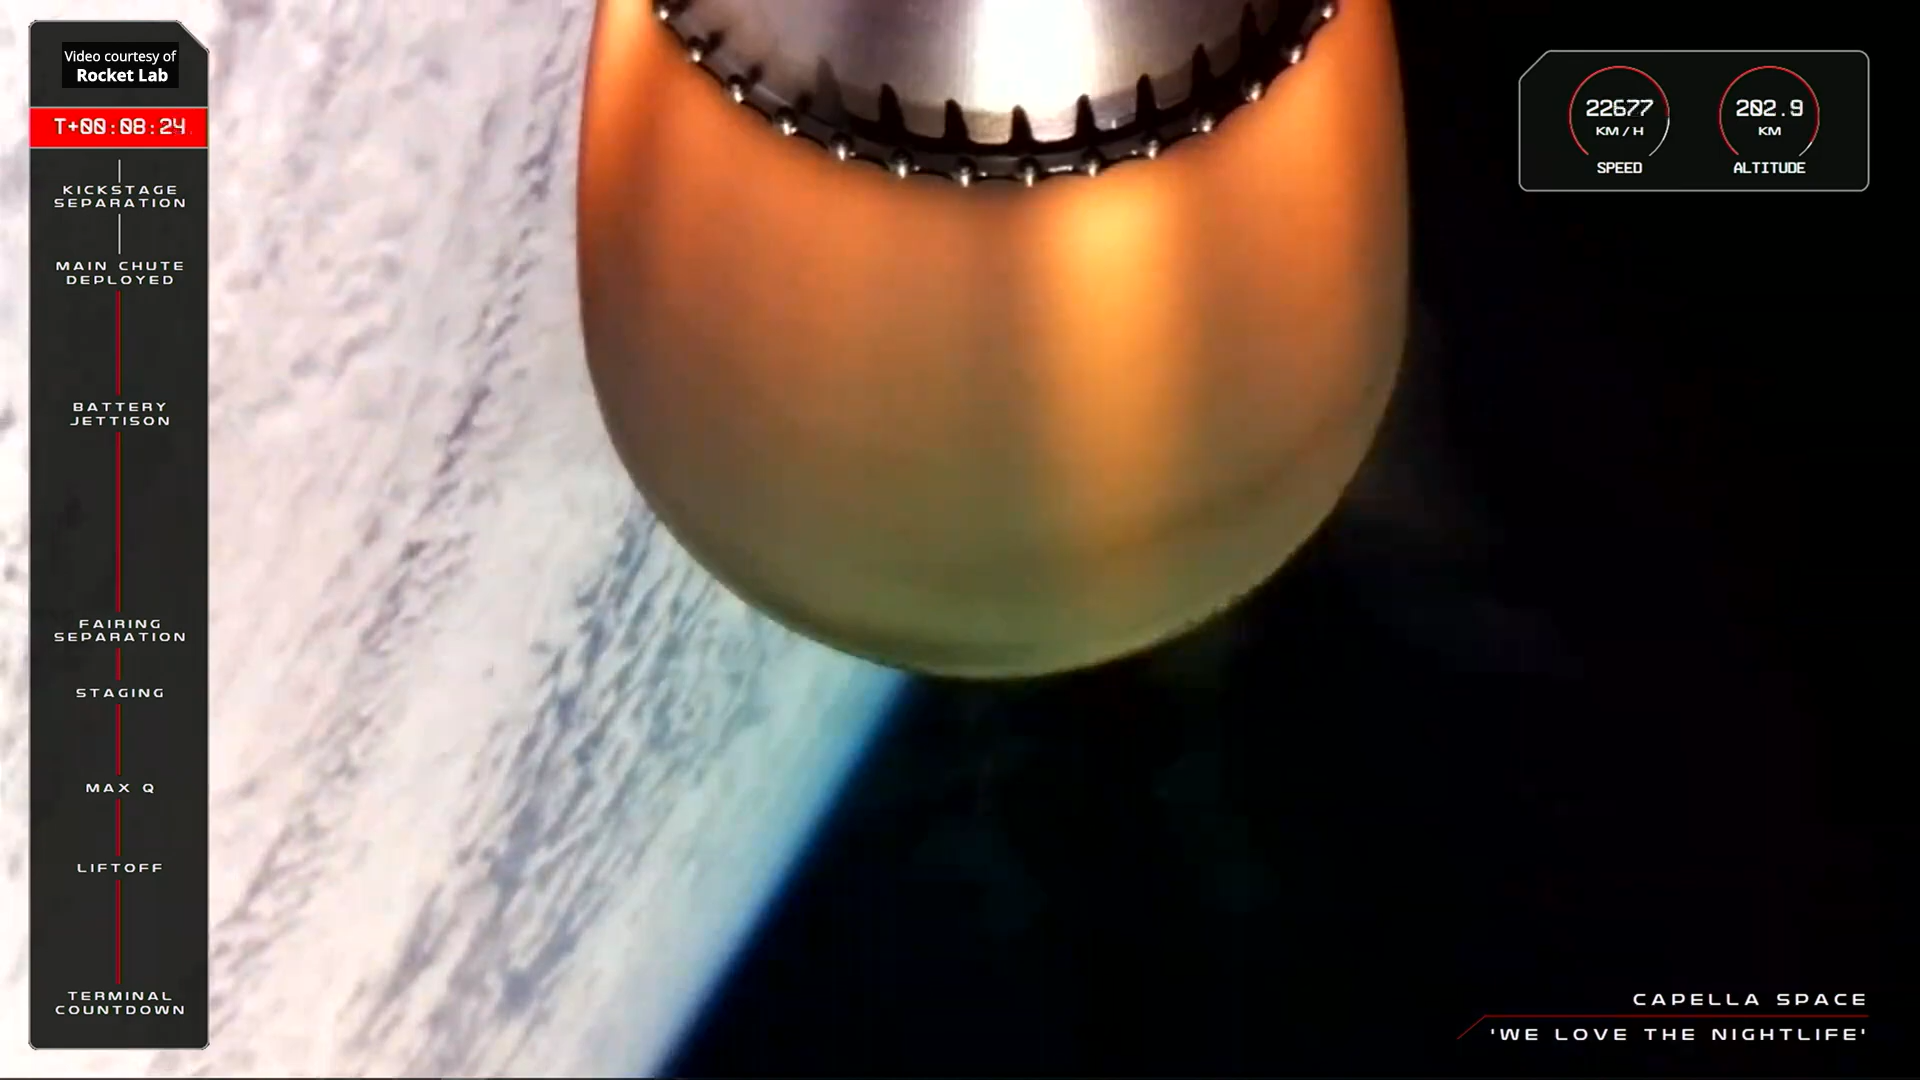 Video courtesy of
Rocket Lab
T+00:08:24
KICKSTAGE
SEPARATION
MAIN CHUTE
DEPLOYED
BATTERY
JETTISON
FAIRING
SEPARATION
STAGING
MAX Q
LIFTOFF
TERMINAL
COUNTDOWN
22677
KM/H
SPEED
202.9
KM
ALTITUDE
CAPELLA SPACE
'WE LOVE THE NIGHTLIFE'